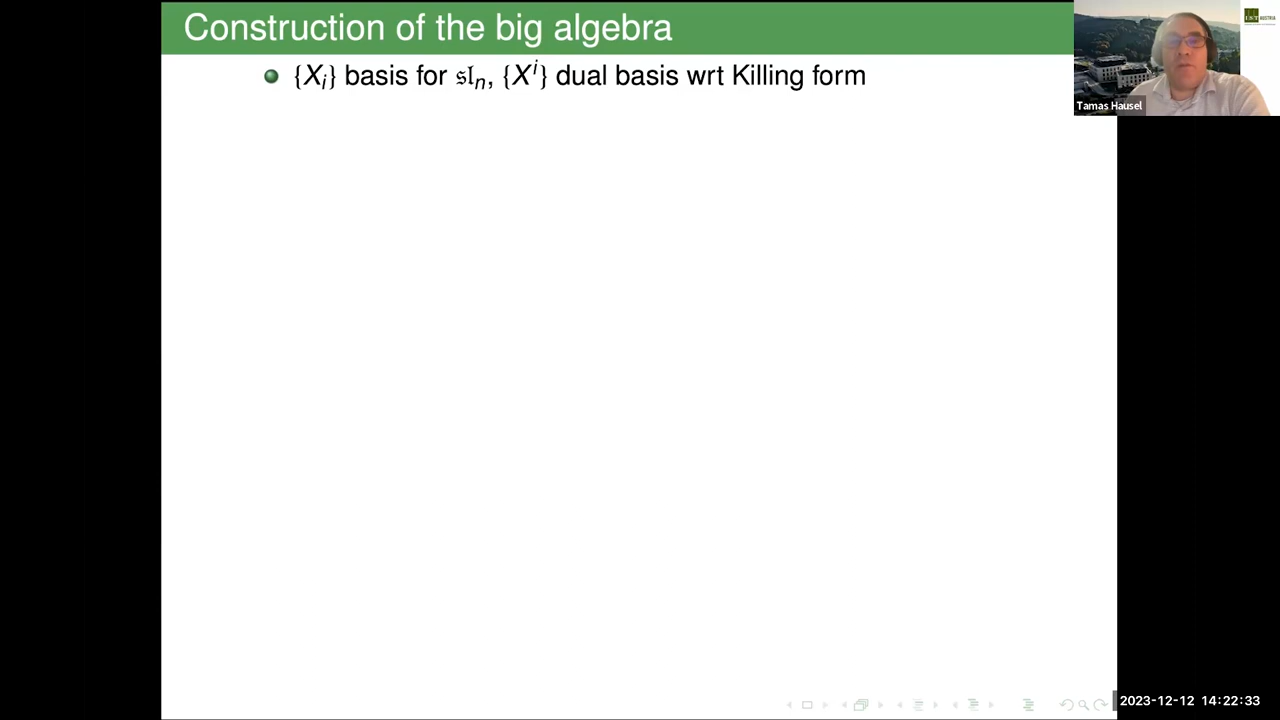 Construction of the big algebra
{X_i} basis for 𝔰𝔩_n, {X^i} dual basis wrt Killing form
Tamas Hausel
2023-12-12 14:22:33